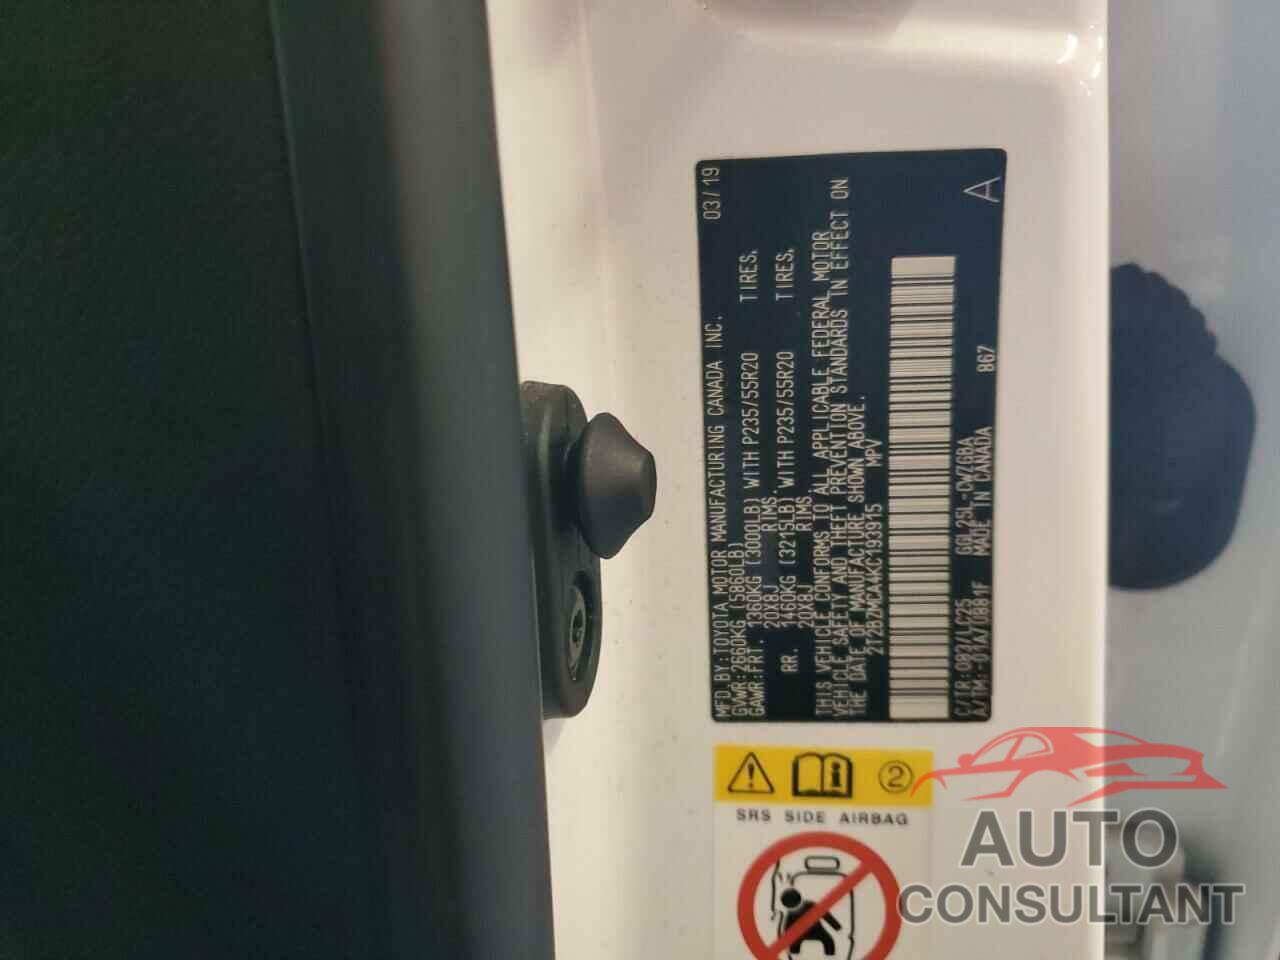 MFD.BY:TOYOTA MOTOR MANUFACTURING CANADA INC. 03/19
GVWR:2660KG (5860LB)
GAWR:FRT. 1360KG (3000LB) WITH P235/55R20 TIRES,
20X8J RIMS.
RR. 1460KG (3215LB) WITH P235/55R20 TIRES,
20X8J RIMS.
THIS VEHICLE CONFORMS TO ALL APPLICABLE FEDERAL MOTOR
VEHICLE SAFETY AND THEFT PREVENTION STANDARDS IN EFFECT ON
THE DATE OF MANUFACTURE SHOWN ABOVE.
2T2BZMCA4KC193915 MPV
C/TR:083/LC25 GGL25L-CWZGBA
A/TM:-01A/0881F MADE IN CANADA 867 A
2
SRS SIDE AIRBAG
AUTO
CONSULTANT